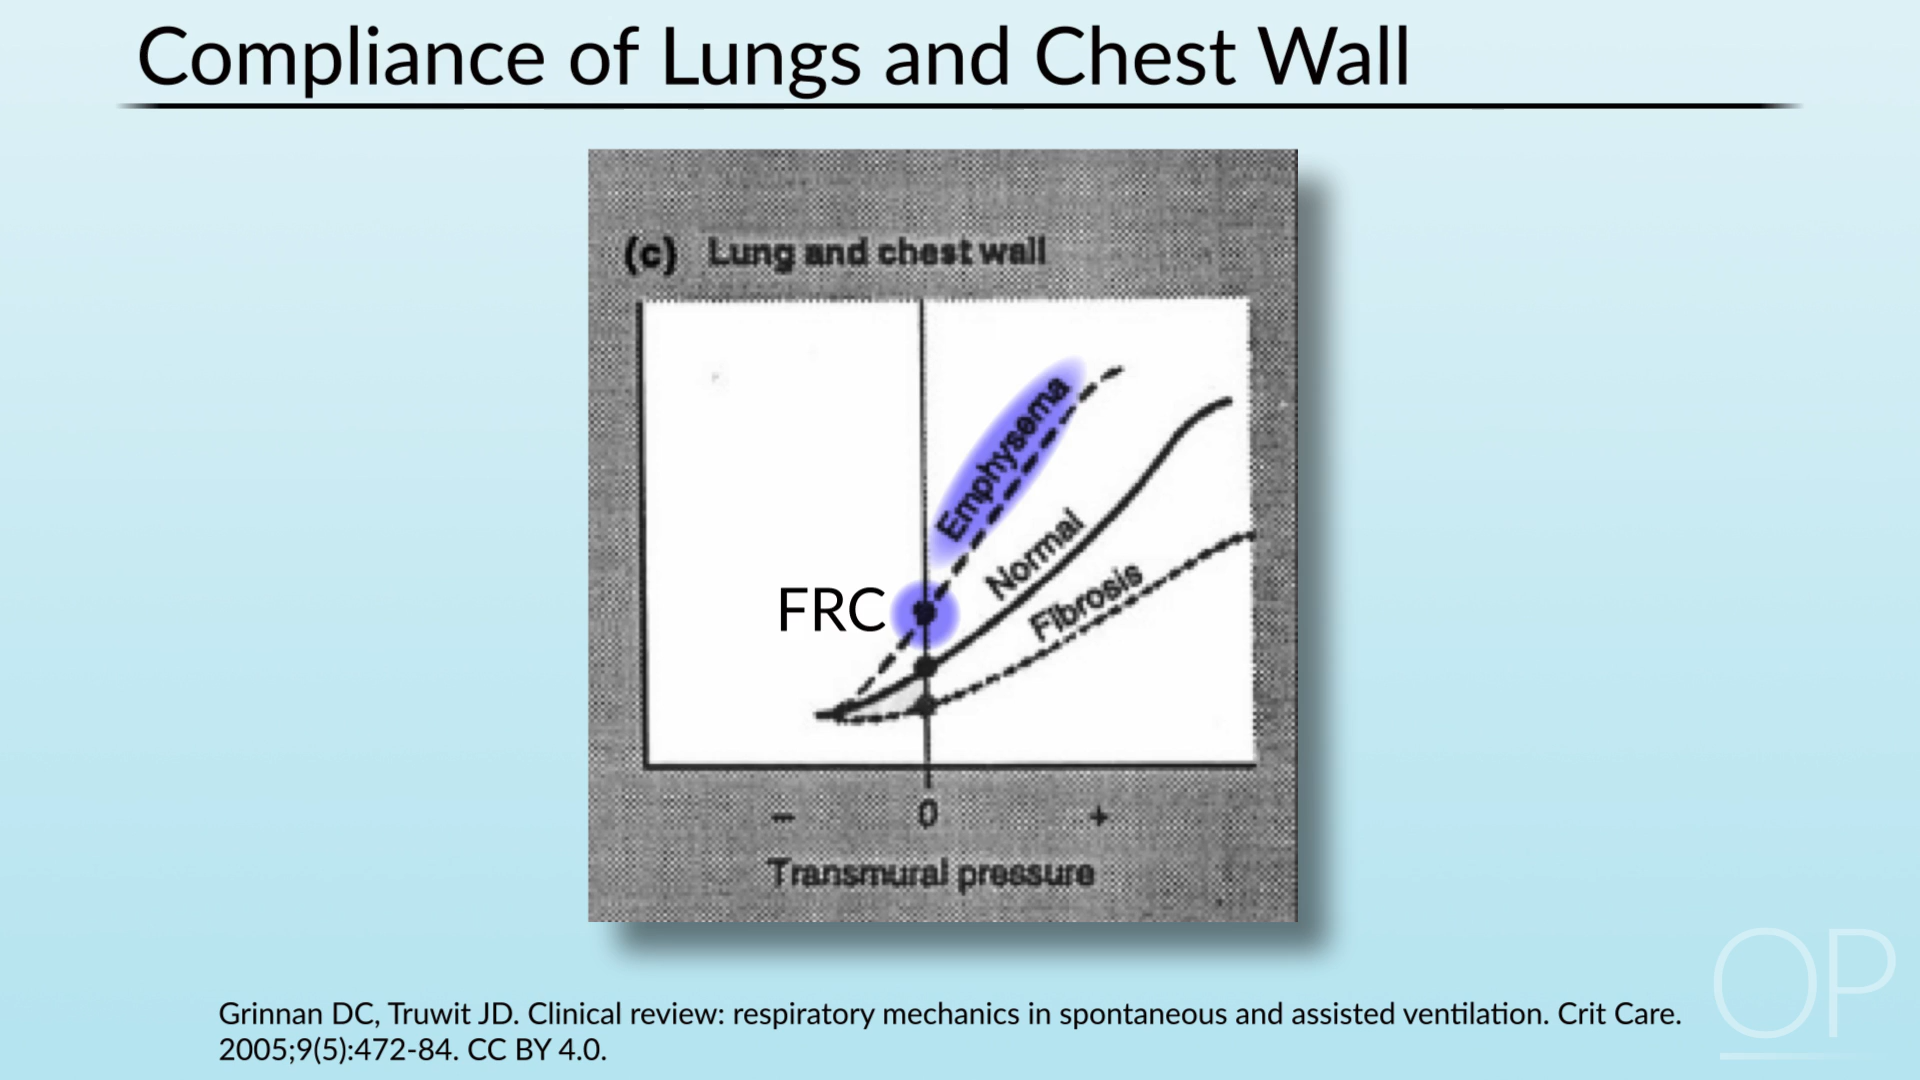 Compliance of Lungs and Chest Wall
(c) Lung and chest wall
Emphysema
Normal
Fibrosis
FRC
– 0 +
Transmural pressure
Grinnan DC, Truwit JD. Clinical review: respiratory mechanics in spontaneous and assisted ventilation. Crit Care.
2005;9(5):472-84. CC BY 4.0.
OP